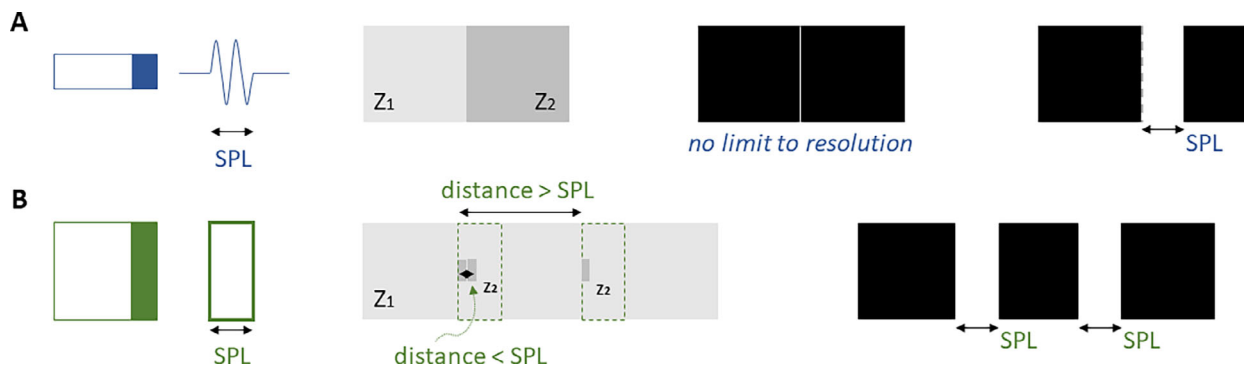 A
SPL
Z1
Z2
no limit to resolution
SPL
B
distance > SPL
SPL
Z1
Z2
Z2
distance < SPL
SPL
SPL